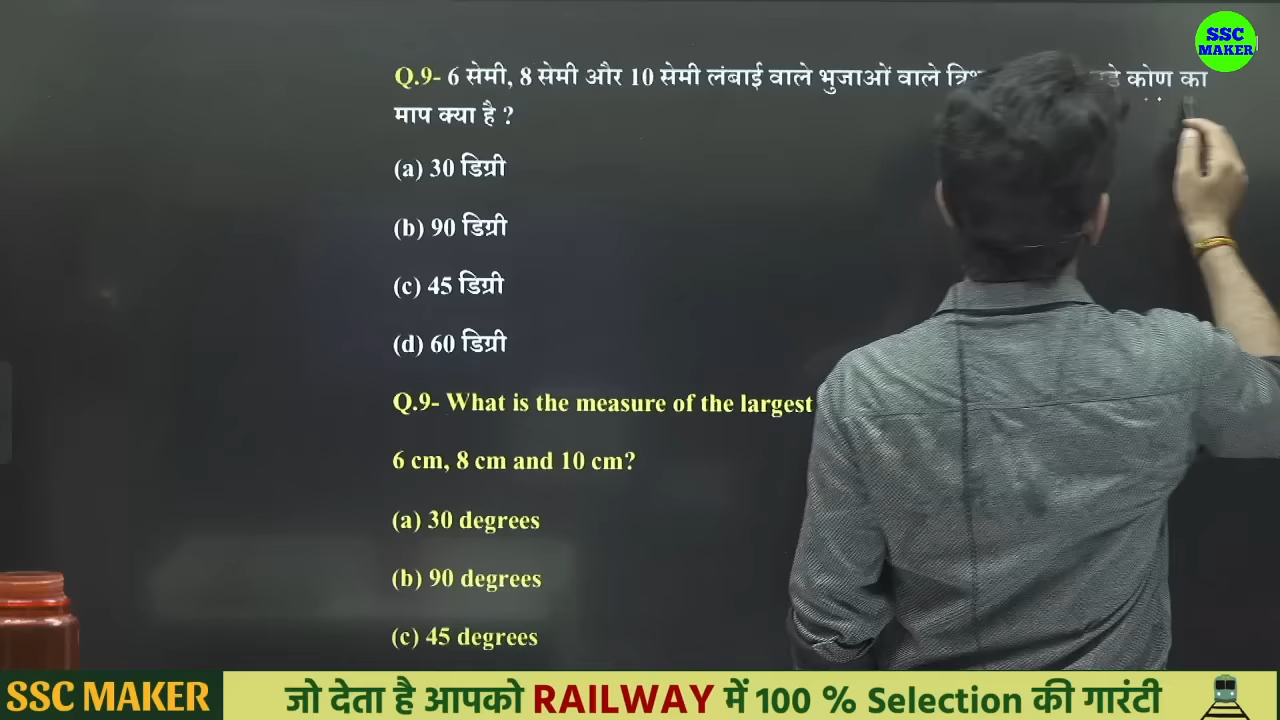 SSC
MAKER
Q.9- 6 सेमी, 8 सेमी और 10 सेमी लंबाई वाले भुजाओं वाले कोण का
माप क्या है ?
(a) 30 डिग्री
(b) 90 डिग्री
(c) 45 डिग्री
(d) 60 डिग्री
Q.9- What is the measure of the largest
6 cm, 8 cm and 10 cm?
(a) 30 degrees
(b) 90 degrees
(c) 45 degrees
SSC MAKER जो देता है आपको RAILWAY में 100 % Selection की गारंटी